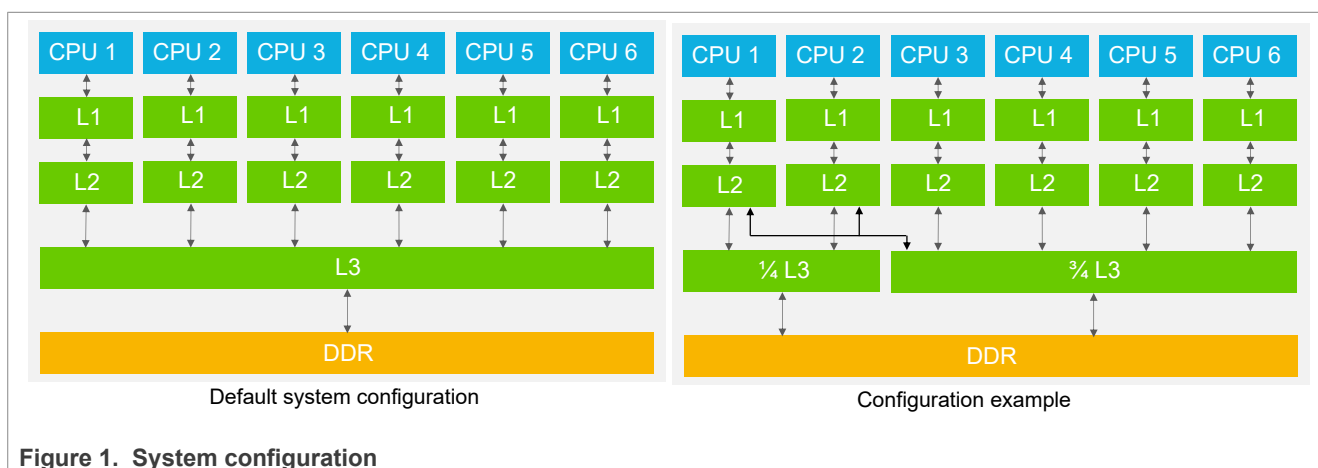 CPU 1 CPU 2 CPU 3 CPU 4 CPU 5 CPU 6
L1 L1 L1 L1 L1 L1
L2 L2 L2 L2 L2 L2
L3
DDR
Default system configuration
CPU 1 CPU 2 CPU 3 CPU 4 CPU 5 CPU 6
L1 L1 L1 L1 L1 L1
L2 L2 L2 L2 L2 L2
¼ L3 ¾ L3
DDR
Configuration example
Figure 1. System configuration